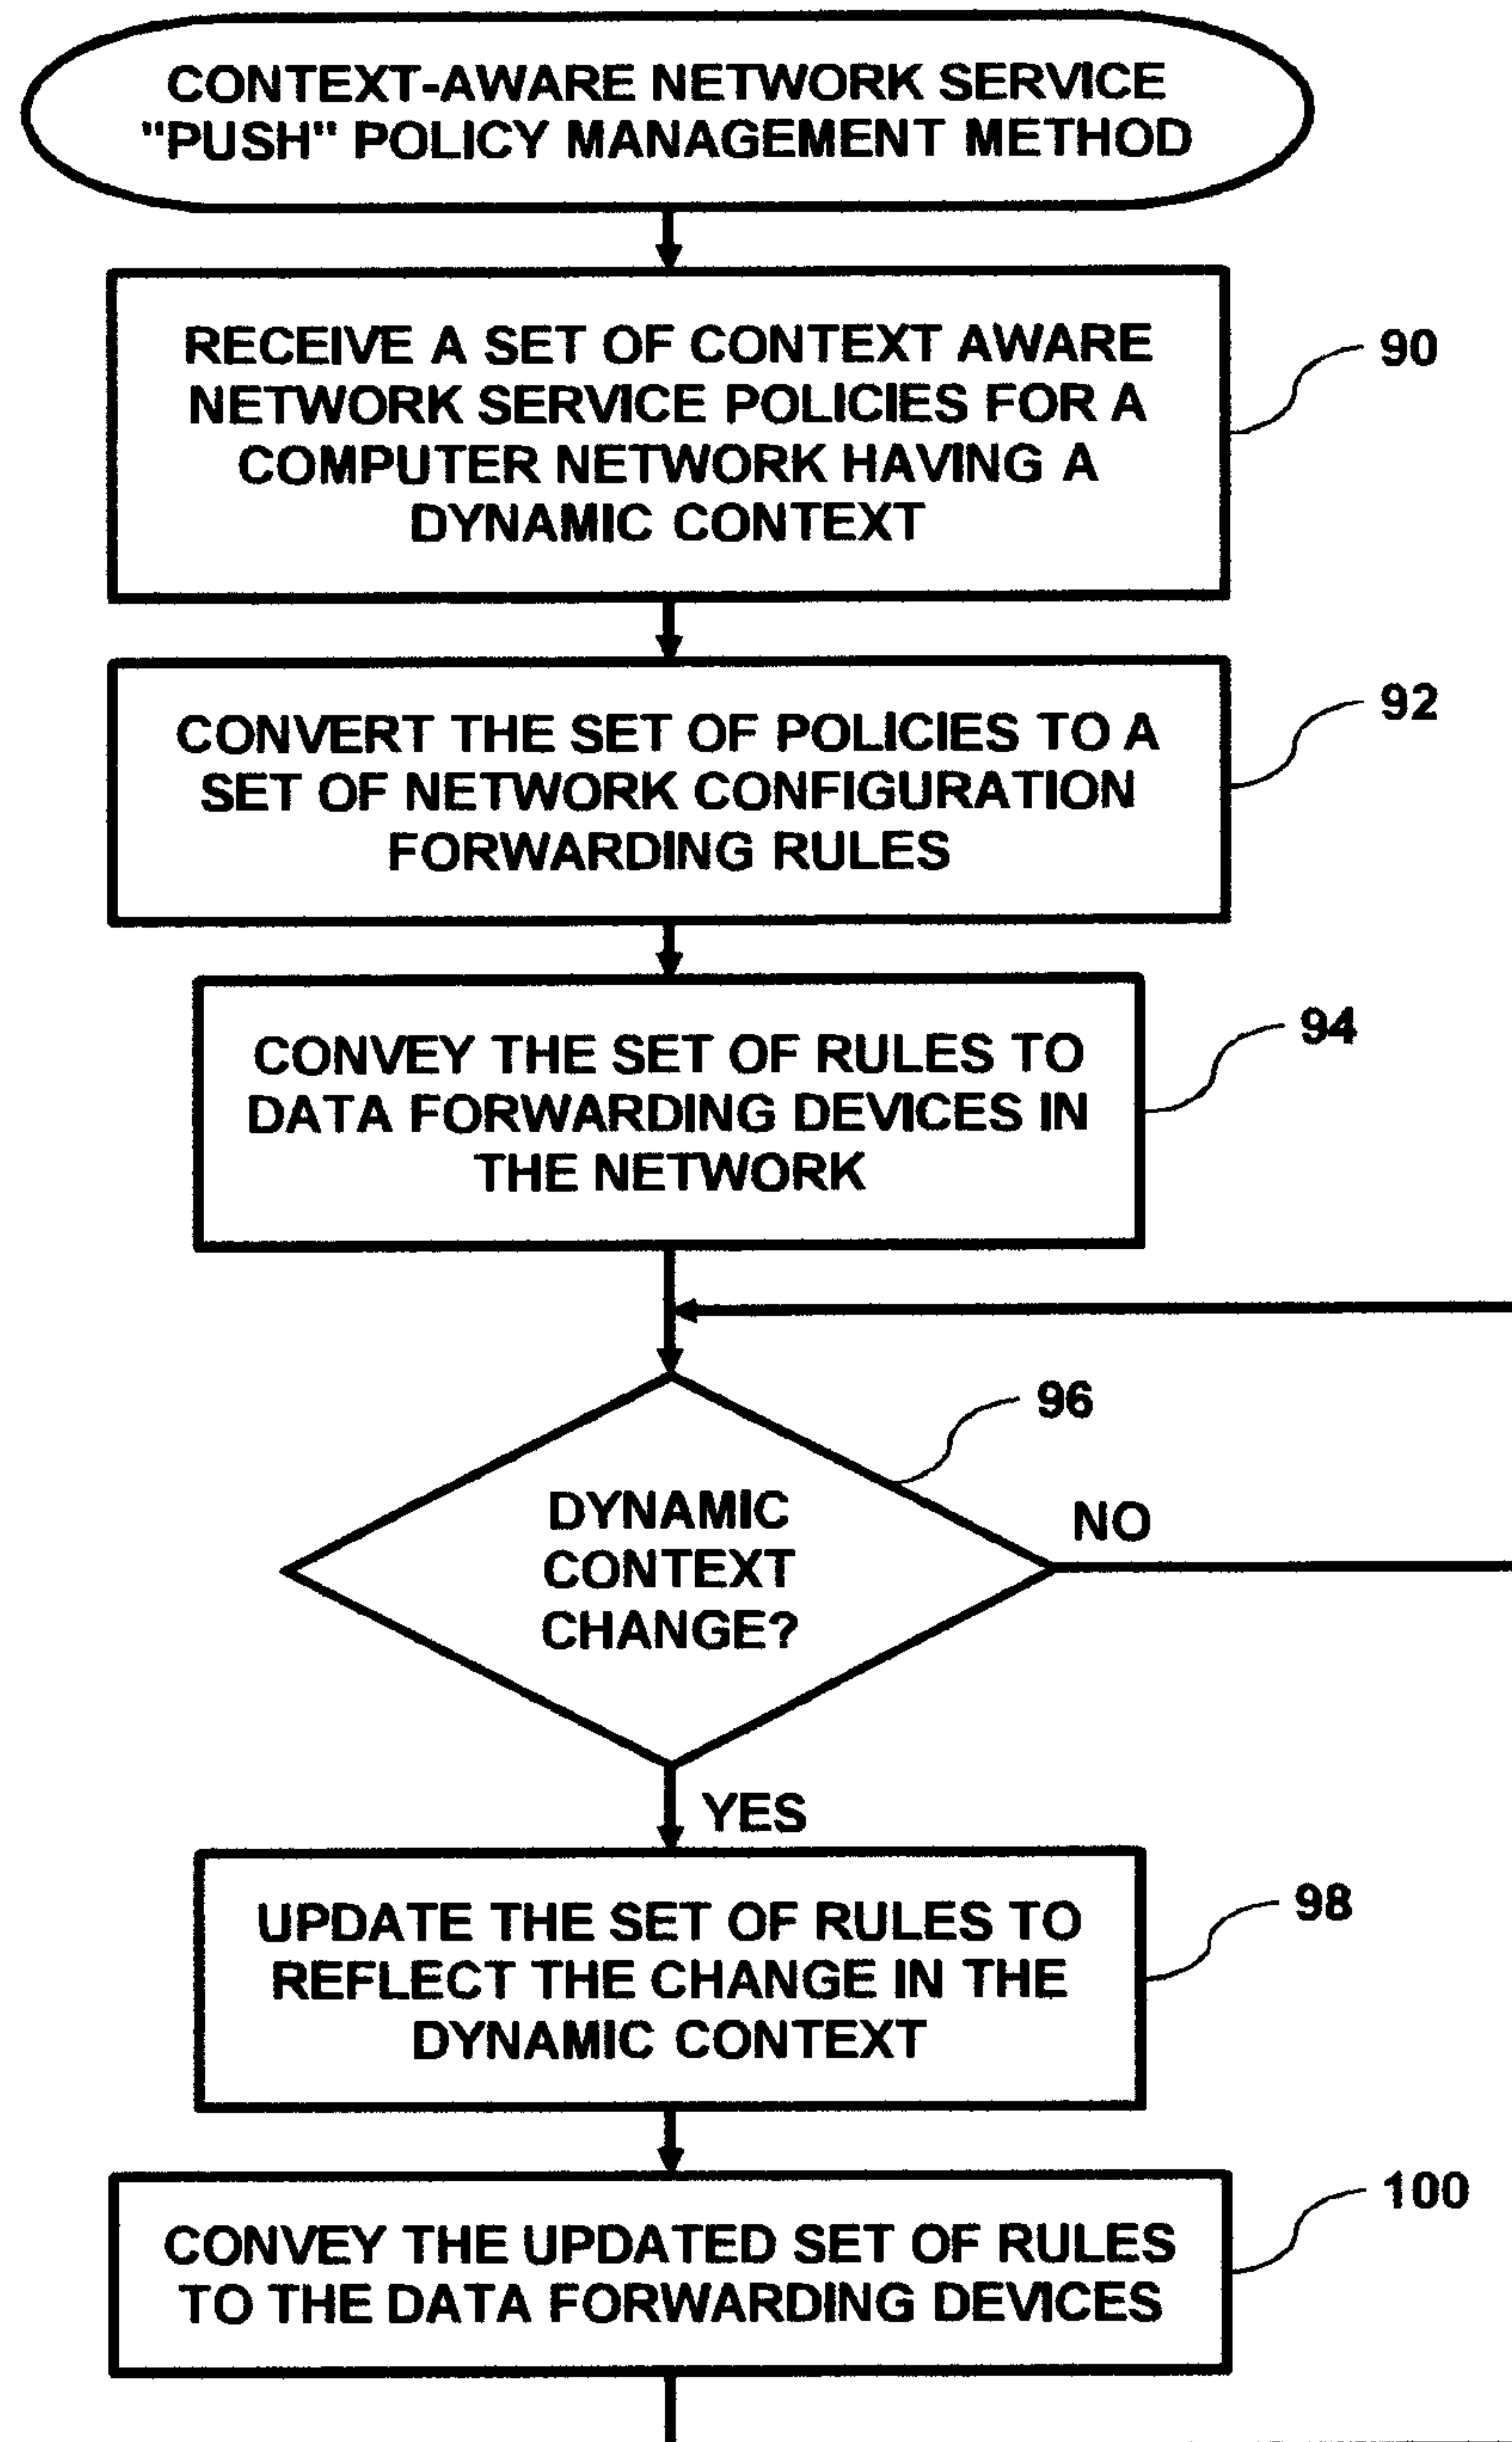 CONTEXT-AWARE NETWORK SERVICE
"PUSH" POLICY MANAGEMENT METHOD
RECEIVE A SET OF CONTEXT AWARE
NETWORK SERVICE POLICIES FOR A
COMPUTER NETWORK HAVING A
DYNAMIC CONTEXT
90
CONVERT THE SET OF POLICIES TO A
SET OF NETWORK CONFIGURATION
FORWARDING RULES
92
CONVEY THE SET OF RULES TO
DATA FORWARDING DEVICES IN
THE NETWORK
94
DYNAMIC
CONTEXT
CHANGE?
96
NO
YES
UPDATE THE SET OF RULES TO
REFLECT THE CHANGE IN THE
DYNAMIC CONTEXT
98
CONVEY THE UPDATED SET OF RULES
TO THE DATA FORWARDING DEVICES
100